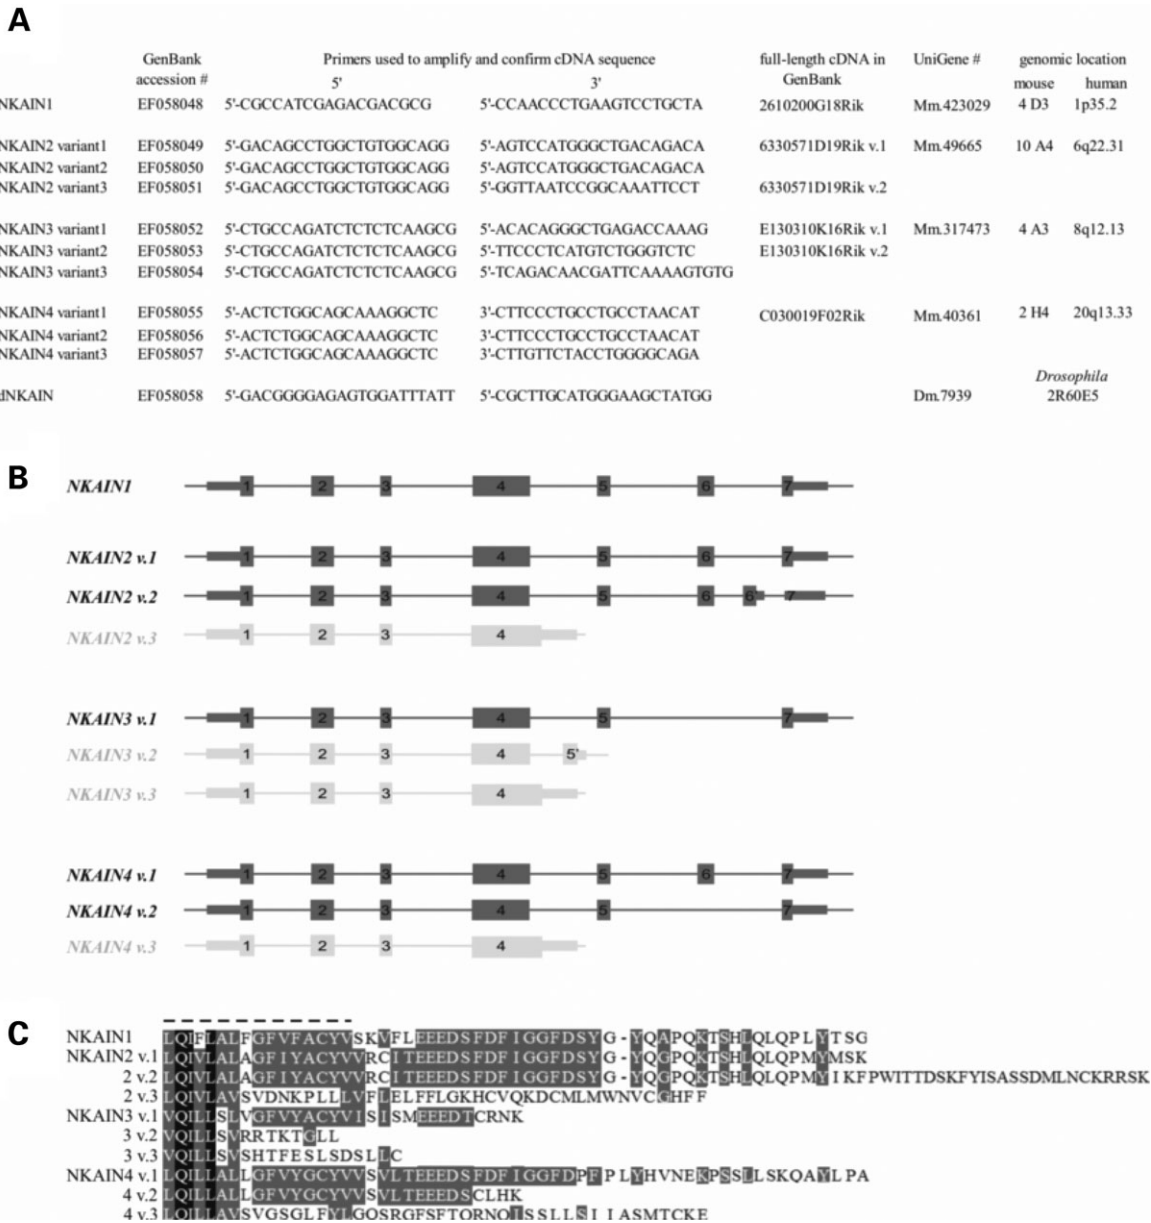 A
GenBank accession # Primers used to amplify and confirm cDNA sequence full-length cDNA in GenBank UniGene # genomic location
5' 3' mouse human
NKAIN1 EF058048 5'-CGCCATCGAGACGACGCG 5'-CCAACCCTGAAGTCCTGCTA 2610200G18Rik Mm.423029 4 D3 1p35.2
NKAIN2 variant1 EF058049 5'-GACAGCCTGGCTGTGGCAGG 5'-AGTCCATGGGCTGACAGACA 6330571D19Rik v.1 Mm.49665 10 A4 6q22.31
NKAIN2 variant2 EF058050 5'-GACAGCCTGGCTGTGGCAGG 5'-AGTCCATGGGCTGACAGACA
NKAIN2 variant3 EF058051 5'-GACAGCCTGGCTGTGGCAGG 5'-GGTTAATCCGGCAAATTCCT 6330571D19Rik v.2
NKAIN3 variant1 EF058052 5'-CTGCCAGATCTCTCTCAAGCG 5'-ACACAGGGCTGAGACCAAAG E130310K16Rik v.1 Mm.317473 4 A3 8q12.13
NKAIN3 variant2 EF058053 5'-CTGCCAGATCTCTCTCAAGCG 5'-TTCCCTCATGTCTGGGTCTC E130310K16Rik v.2
NKAIN3 variant3 EF058054 5'-CTGCCAGATCTCTCTCAAGCG 5'-TCAGACAACGATTCAAAAGTGTG
NKAIN4 variant1 EF058055 5'-ACTCTGGCAGCAAAGGCTC 3'-CTTCCCTGCCTGCCTAACAT C030019F02Rik Mm.40361 2 H4 20q13.33
NKAIN4 variant2 EF058056 5'-ACTCTGGCAGCAAAGGCTC 3'-CTTCCCTGCCTGCCTAACAT
NKAIN4 variant3 EF058057 5'-ACTCTGGCAGCAAAGGCTC 3'-CTTGTTCTACCTGGGGCAGA
dNKAIN EF058058 5'-GACGGGGAGAGTGGATTTATT 5'-CGCTTGCATGGGAAGCTATGG Dm.7939 Drosophila 2R60E5
B
NKAIN1 1 2 3 4 5 6 7
NKAIN2 v.1 1 2 3 4 5 6 7
NKAIN2 v.2 1 2 3 4 5 6 6' 7
NKAIN2 v.3 1 2 3 4
NKAIN3 v.1 1 2 3 4 5 7
NKAIN3 v.2 1 2 3 4 5'
NKAIN3 v.3 1 2 3 4
NKAIN4 v.1 1 2 3 4 5 6 7
NKAIN4 v.2 1 2 3 4 5 7
NKAIN4 v.3 1 2 3 4
C
NKAIN1 LQIFLALFGFVFACYVSKVFLEEEDSFDFIGGFDSYG-YQAPQKTSHLQLQPLYTSG
NKAIN2 v.1 LQIVLALAGFIYACYVVRCITEEEDSFDFIGGFDSYG-YQGPQKTSHLQLQPMYMSK
2 v.2 LQIVLALAGFIYACYVVRCITEEEDSFDFIGGFDSYG-YQGPQKTSHLQLQPMYIKFPWITTDSKFYISASSDMLNCKRRSK
2 v.3 LQIVLAVSVDNKPLLLVFLELFFLGKHCVQKDCMLMWNVCGHFF
NKAIN3 v.1 VQILLSLVGFVYACYVISISMEEEDTCRNK
3 v.2 VQILLSVRRTKTGLL
3 v.3 VQILLSVSHTFESLSDSLLC
NKAIN4 v.1 LQILLALLGFVYGCYVVSVLTEEEDSFDFIGGFDPFPLYHVNEKPSSLLSKQAYLPA
4 v.2 LQILLALLGFVYGCYVVSVLTEEEDSCLHK
4 v.3 LQILLAVSVGSGLFYLGQSRGFSFTQRNQISSLLSIIASMTCKE